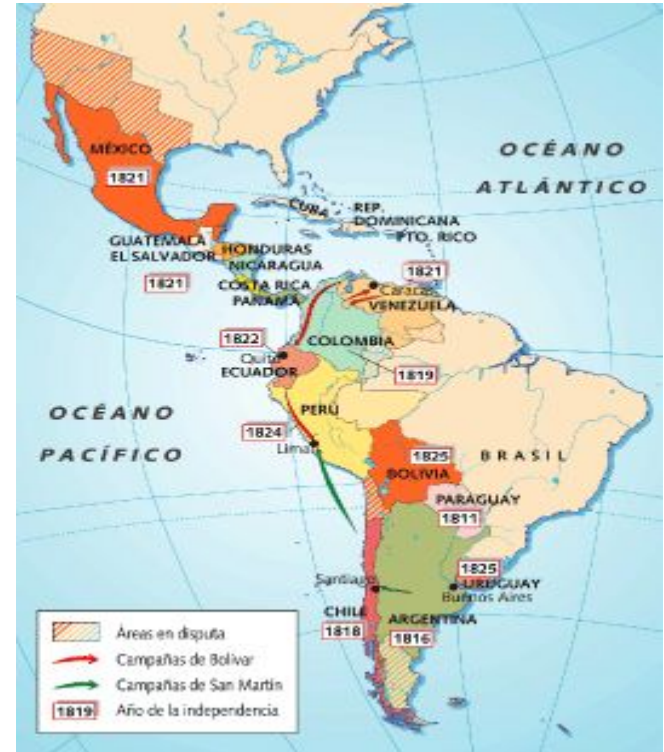 MÉXICO
1821
OCÉANO
ATLÁNTICO
CUBA
REP.
DOMINICANA
PTO. RICO
GUATEMALA
EL SALVADOR
HONDURAS
NICARAGUA
1821
COSTA RICA
PANAMÁ
1821
Caracas
VENEZUELA
1822
COLOMBIA
Quito
ECUADOR
1819
OCÉANO
PACÍFICO
PERÚ
1824
Lima
1825
BOLIVIA
BRASIL
PARAGUAY
1811
1825
URUGUAY
Buenos Aires
Santiago
CHILE
1818
ARGENTINA
1816
Áreas en disputa
Campañas de Bolívar
Campañas de San Martín
1819 Año de la independencia